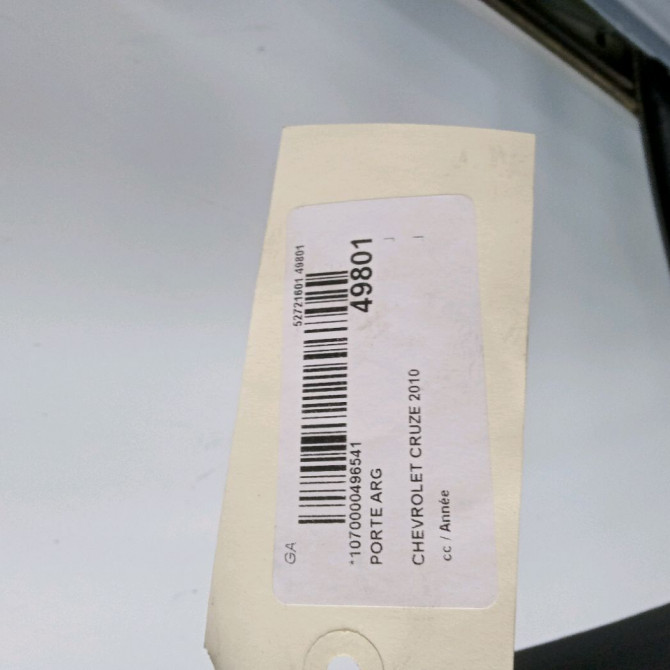 GA
52721601 49801
*1070000496541
49801
PORTE ARG
CHEVROLET CRUZE 2010
cc / Année